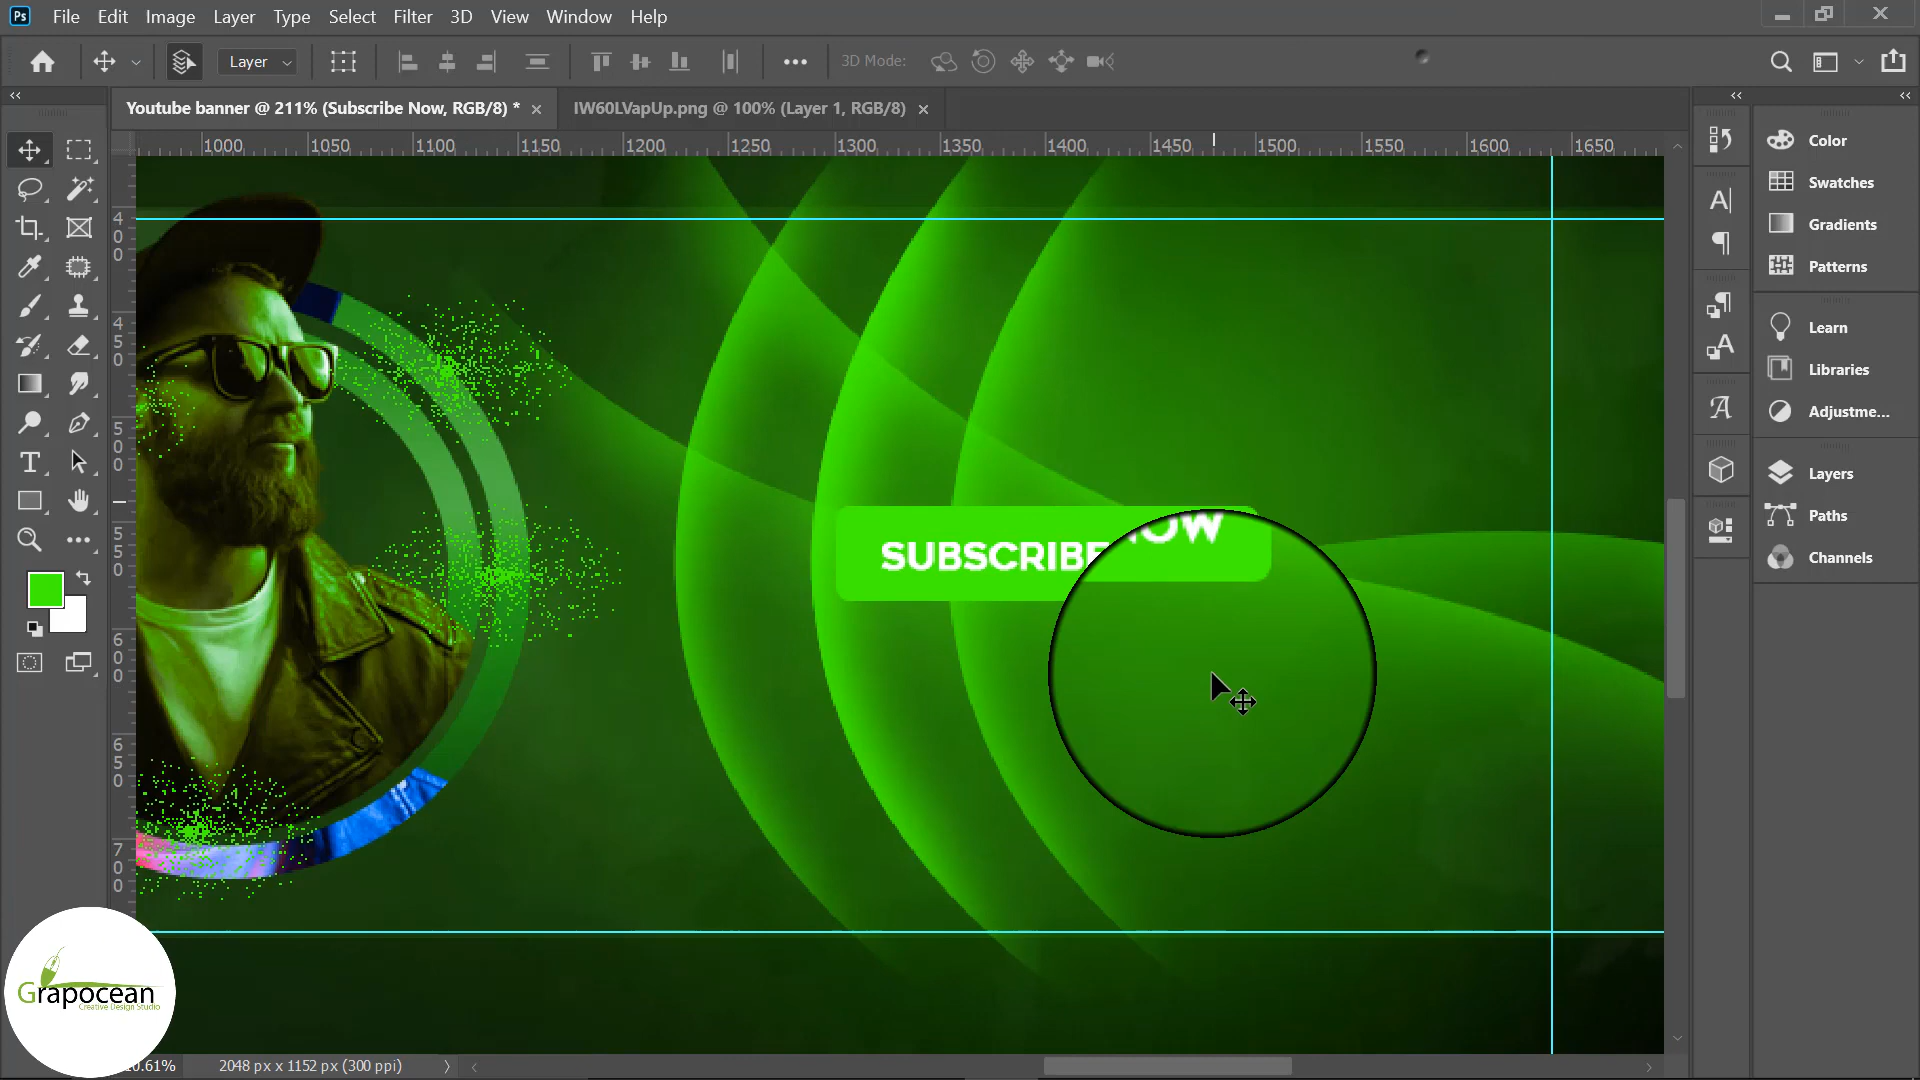 Ps File Edit Image Layer Type Select Filter 3D View Window Help
Layer 3D Mode:
Youtube banner @ 211% (Subscribe Now, RGB/8) * IW60LVapUp.png @ 100% (Layer 1, RGB/8)
1000 1050 1100 1150 1200 1250 1300 1350 1400 1450 1500 1550 1600 1650
400
450
500
550
600
650
700
SUBSCRIBE NOW
Color
Swatches
Gradients
Patterns
Learn
Libraries
Adjustme...
Layers
Paths
Channels
Grapocean
Creative Design Studio
0.61% 2048 px x 1152 px (300 ppi)